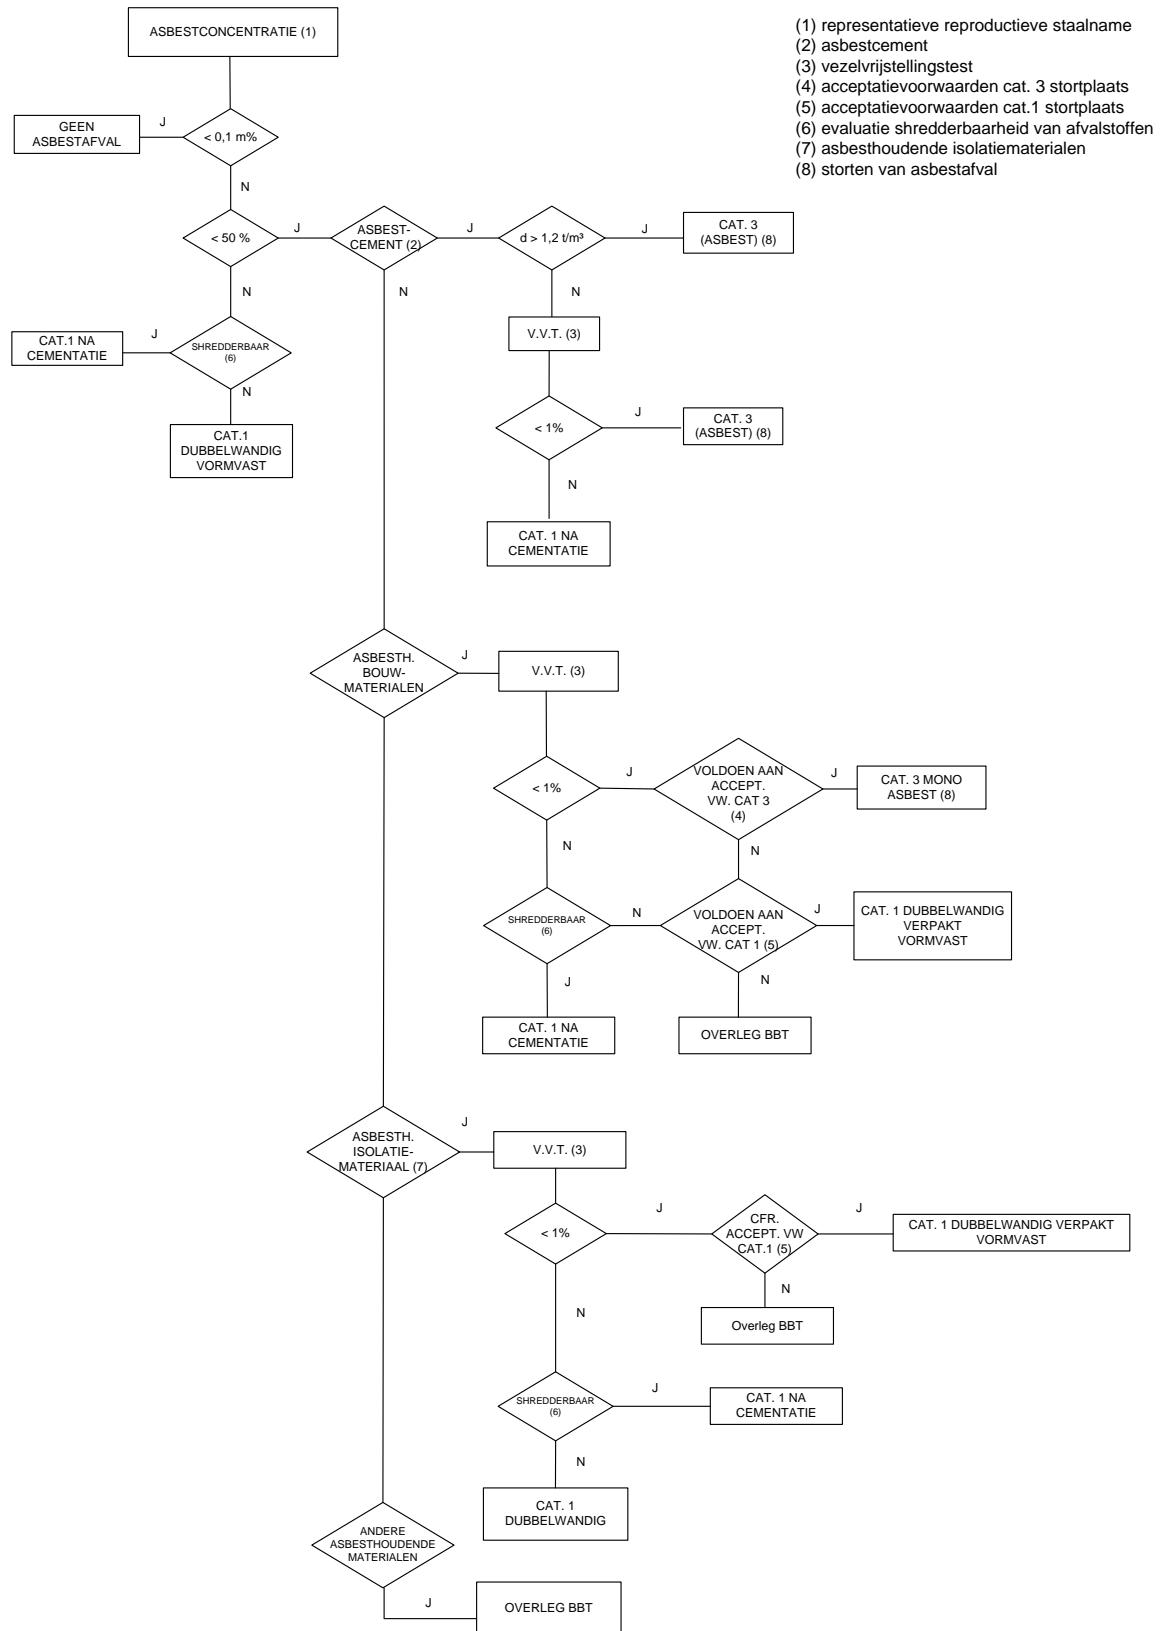 ASBESTCONCENTRATIE (1)
(1) representatieve reproductieve staalname
(2) asbestcement
(3) vezelvrijstellingstest
(4) acceptatievoorwaarden cat. 3 stortplaats
(5) acceptatievoorwaarden cat.1 stortplaats
(6) evaluatie shredderbaarheid van afvalstoffen
(7) asbesthoudende isolatiematerialen
(8) storten van asbestafval
GEEN
ASBESTAFVAL
J
< 0,1 m%
N
< 50 %
J
ASBEST-
CEMENT (2)
J
d > 1,2 t/m³
J
CAT. 3
(ASBEST) (8)
N
N
N
V.V.T. (3)
CAT.1 NA
CEMENTATIE
J
SHREDDERBAAR
(6)
N
CAT.1
DUBBELWANDIG
VORMVAST
< 1%
J
CAT. 3
(ASBEST) (8)
N
CAT. 1 NA
CEMENTATIE
ASBESTH.
BOUW-
MATERIALEN
J
V.V.T. (3)
< 1%
J
VOLDOEN AAN
ACCEPT.
VW. CAT 3
(4)
J
CAT. 3 MONO
ASBEST (8)
N
N
SHREDDERBAAR
(6)
N
VOLDOEN AAN
ACCEPT.
VW. CAT 1 (5)
J
CAT. 1 DUBBELWANDIG
VERPAKT
VORMVAST
J
N
CAT. 1 NA
CEMENTATIE
OVERLEG BBT
ASBESTH.
ISOLATIE-
MATERIAAL (7)
J
V.V.T. (3)
< 1%
J
CFR.
ACCEPT. VW
CAT.1 (5)
J
CAT. 1 DUBBELWANDIG VERPAKT
VORMVAST
N
N
Overleg BBT
SHREDDERBAAR
(6)
J
CAT. 1 NA
CEMENTATIE
N
CAT. 1
DUBBELWANDIG
ANDERE
ASBESTHOUDENDE
MATERIALEN
J
OVERLEG BBT